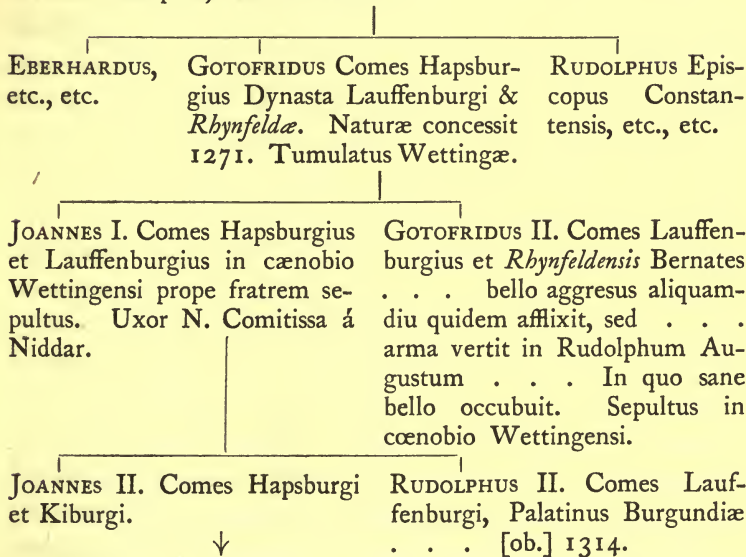 EBERHARDUS,
etc., etc.
GOTOFRIDUS Comes Hapsbur-
gius Dynasta Lauffenburgi &
Rhynfeldæ. Naturæ concessit
1271. Tumulatus Wettingæ.
RUDOLPHUS Epis-
copus Constan-
tensis, etc., etc.
JOANNES I. Comes Hapsburgius
et Lauffenburgius in cænobio
Wettingensi prope fratrem se-
pultus. Uxor N. Comitissa á
Niddar.
GOTOFRIDUS II. Comes Lauffen-
burgius et Rhynfeldensis Bernates
. . . bello aggresus aliquam-
diu quidem afflixit, sed . . .
arma vertit in Rudolphum Au-
gustum . . . In quo sane
bello occubuit. Sepultus in
cœnobio Wettingensi.
JOANNES II. Comes Hapsburgi
et Kiburgi.
RUDOLPHUS II. Comes Lauf-
fenburgi, Palatinus Burgundiæ
. . . [ob.] 1314.